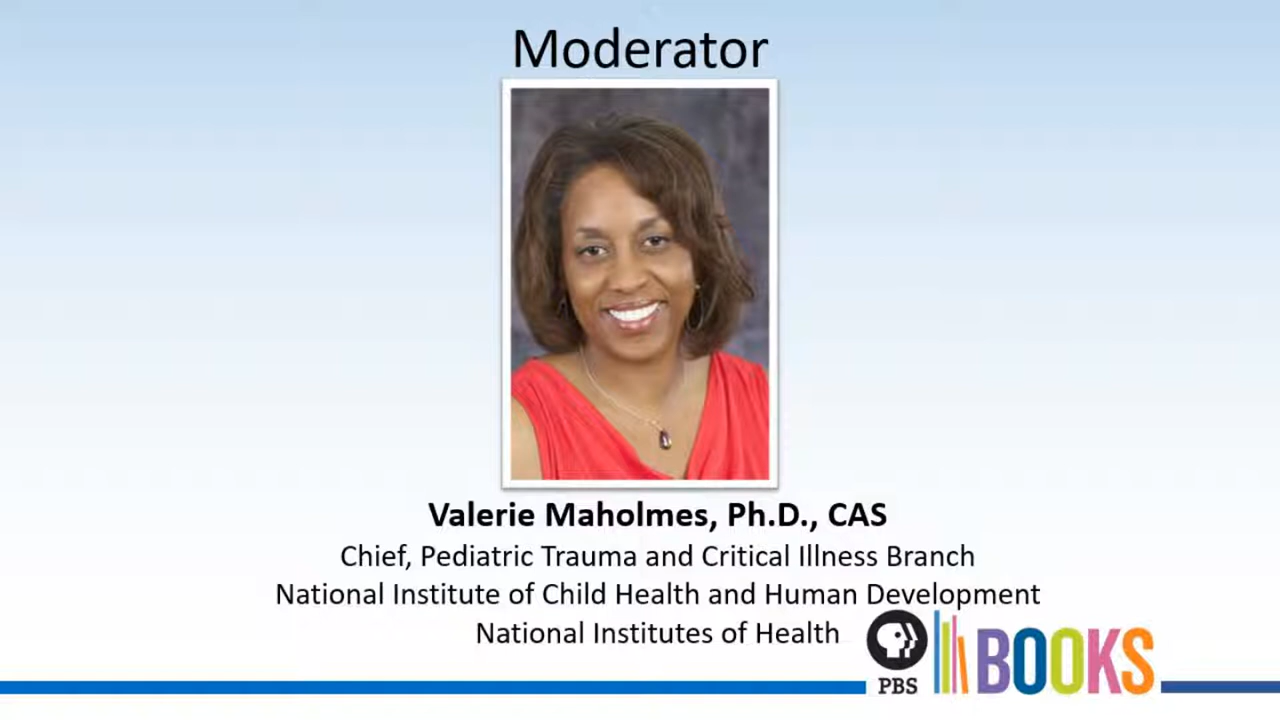 Moderator
Valerie Maholmes, Ph.D., CAS
Chief, Pediatric Trauma and Critical Illness Branch
National Institute of Child Health and Human Development
National Institutes of Health
PBS
BOOKS